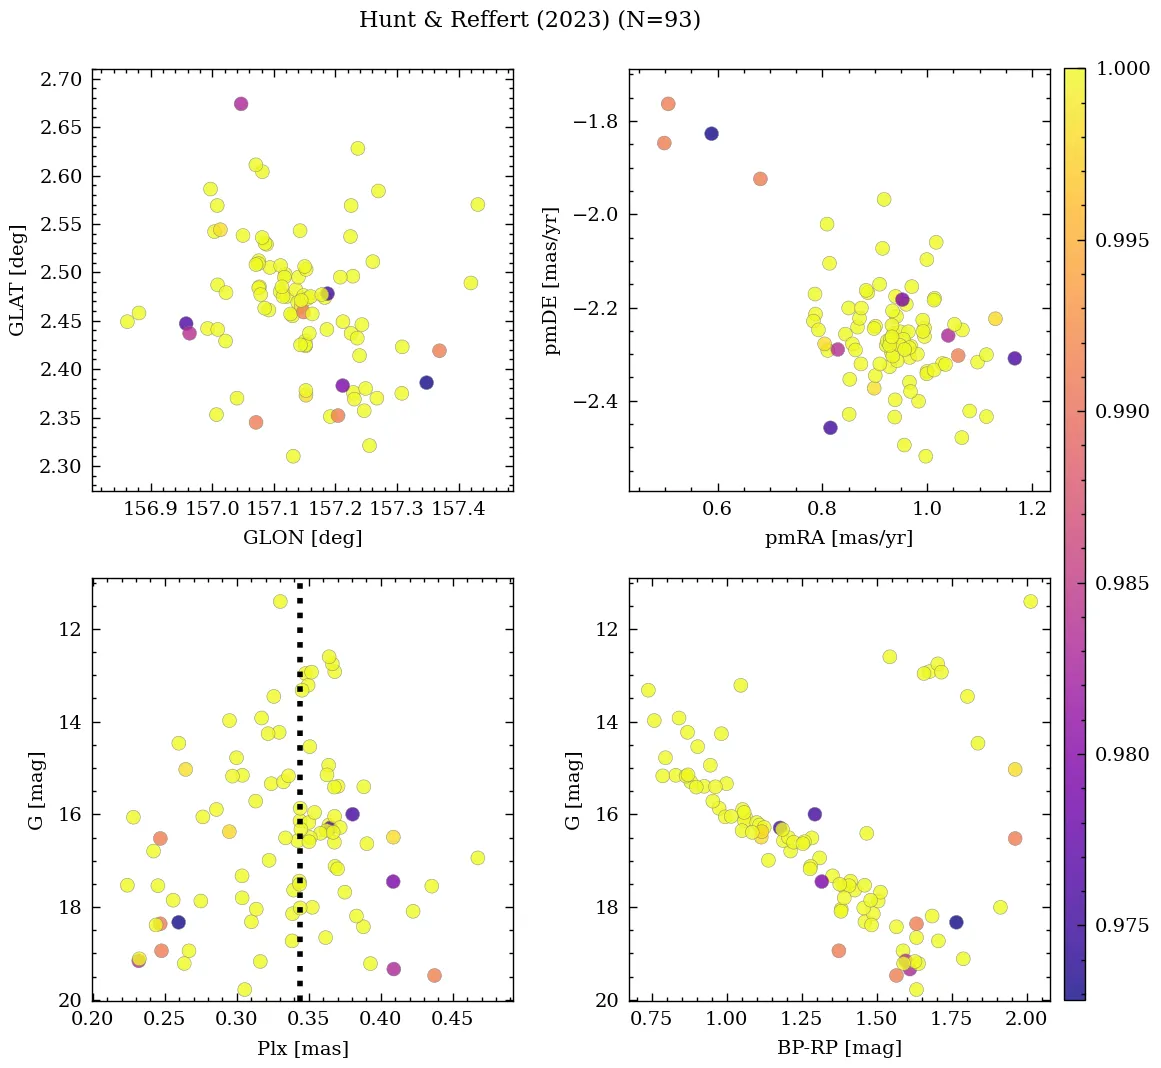 Hunt & Reffert (2023) (N=93)
2.70
2.65
2.60
2.55
2.50
2.45
2.40
2.35
2.30
GLAT [deg]
156.9 157.0 157.1 157.2 157.3 157.4
GLON [deg]
−1.8
−2.0
−2.2
−2.4
pmDE [mas/yr]
0.6 0.8 1.0 1.2
pmRA [mas/yr]
12
14
16
18
20
G [mag]
0.20 0.25 0.30 0.35 0.40 0.45
Plx [mas]
12
14
16
18
20
G [mag]
0.75 1.00 1.25 1.50 1.75 2.00
BP-RP [mag]
1.000
0.995
0.990
0.985
0.980
0.975